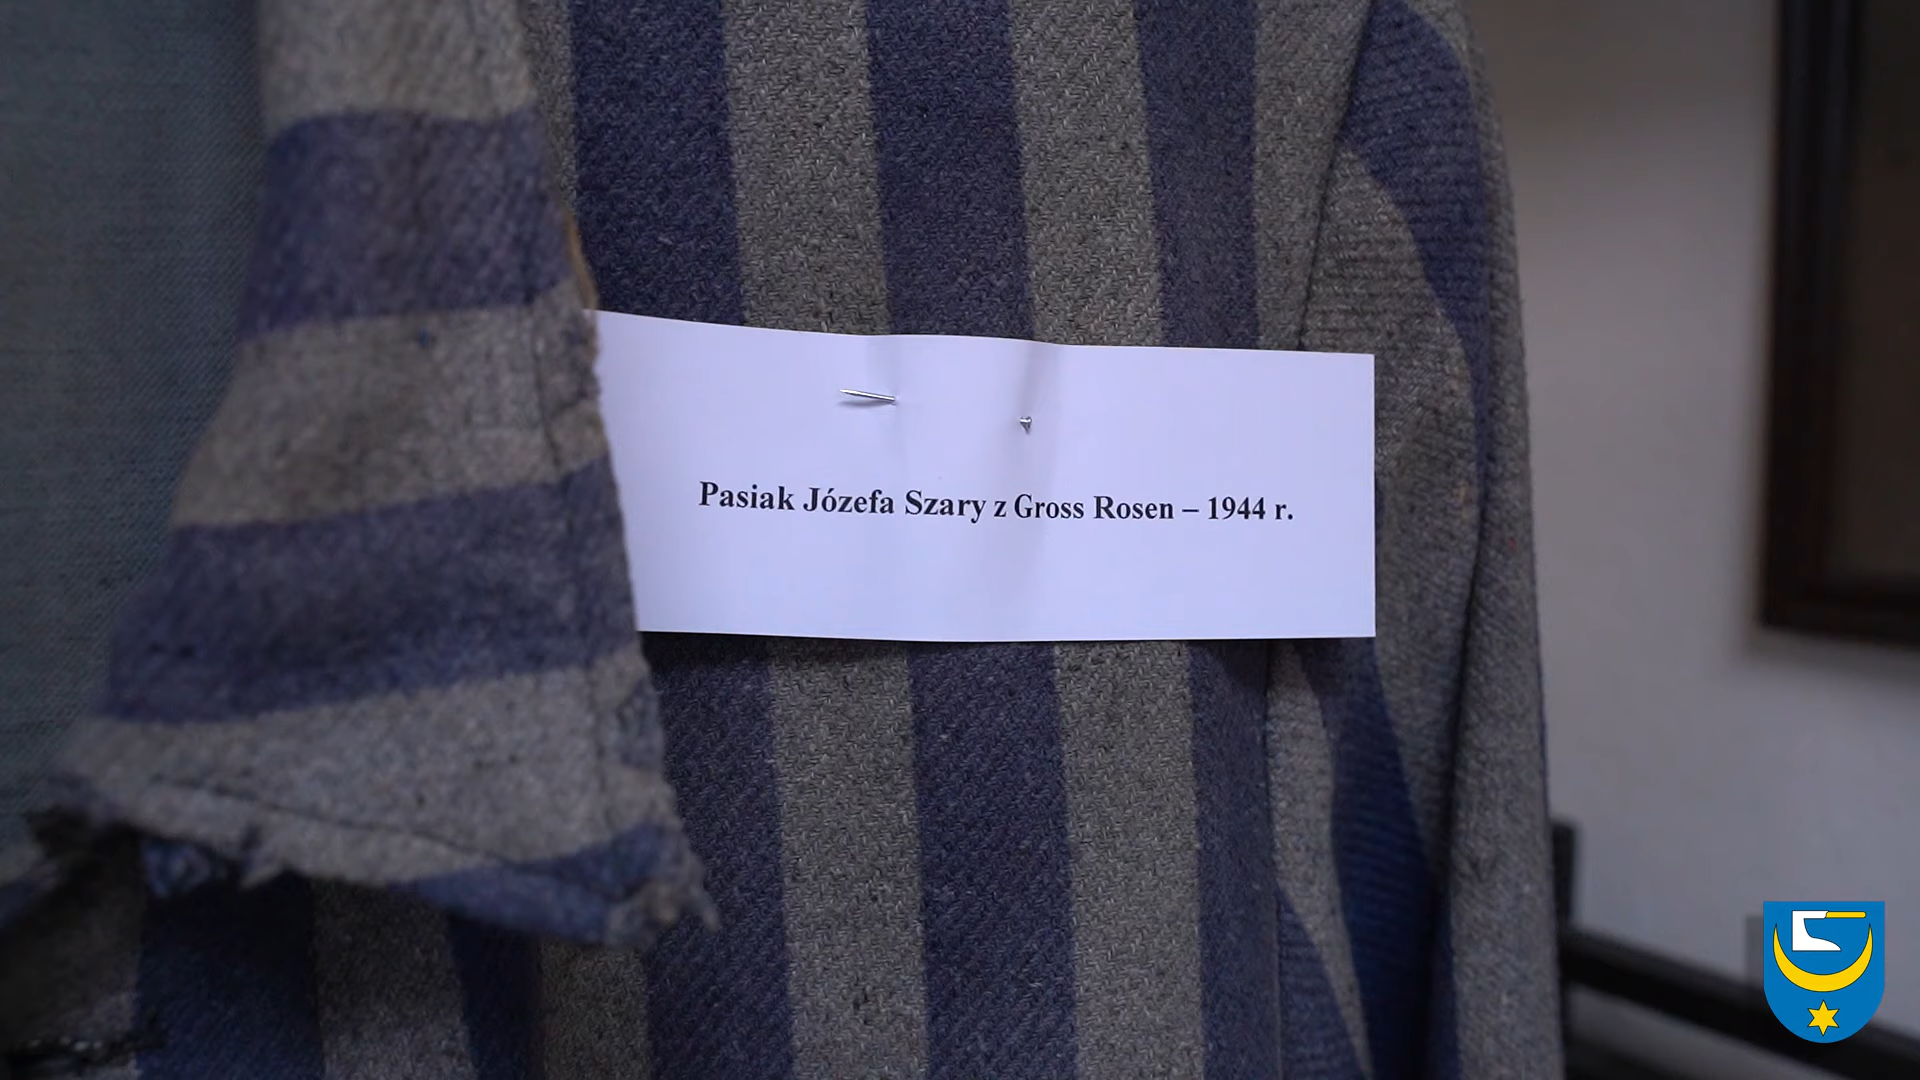 Pasiak Józefa Szary z Gross Rosen – 1944 r.